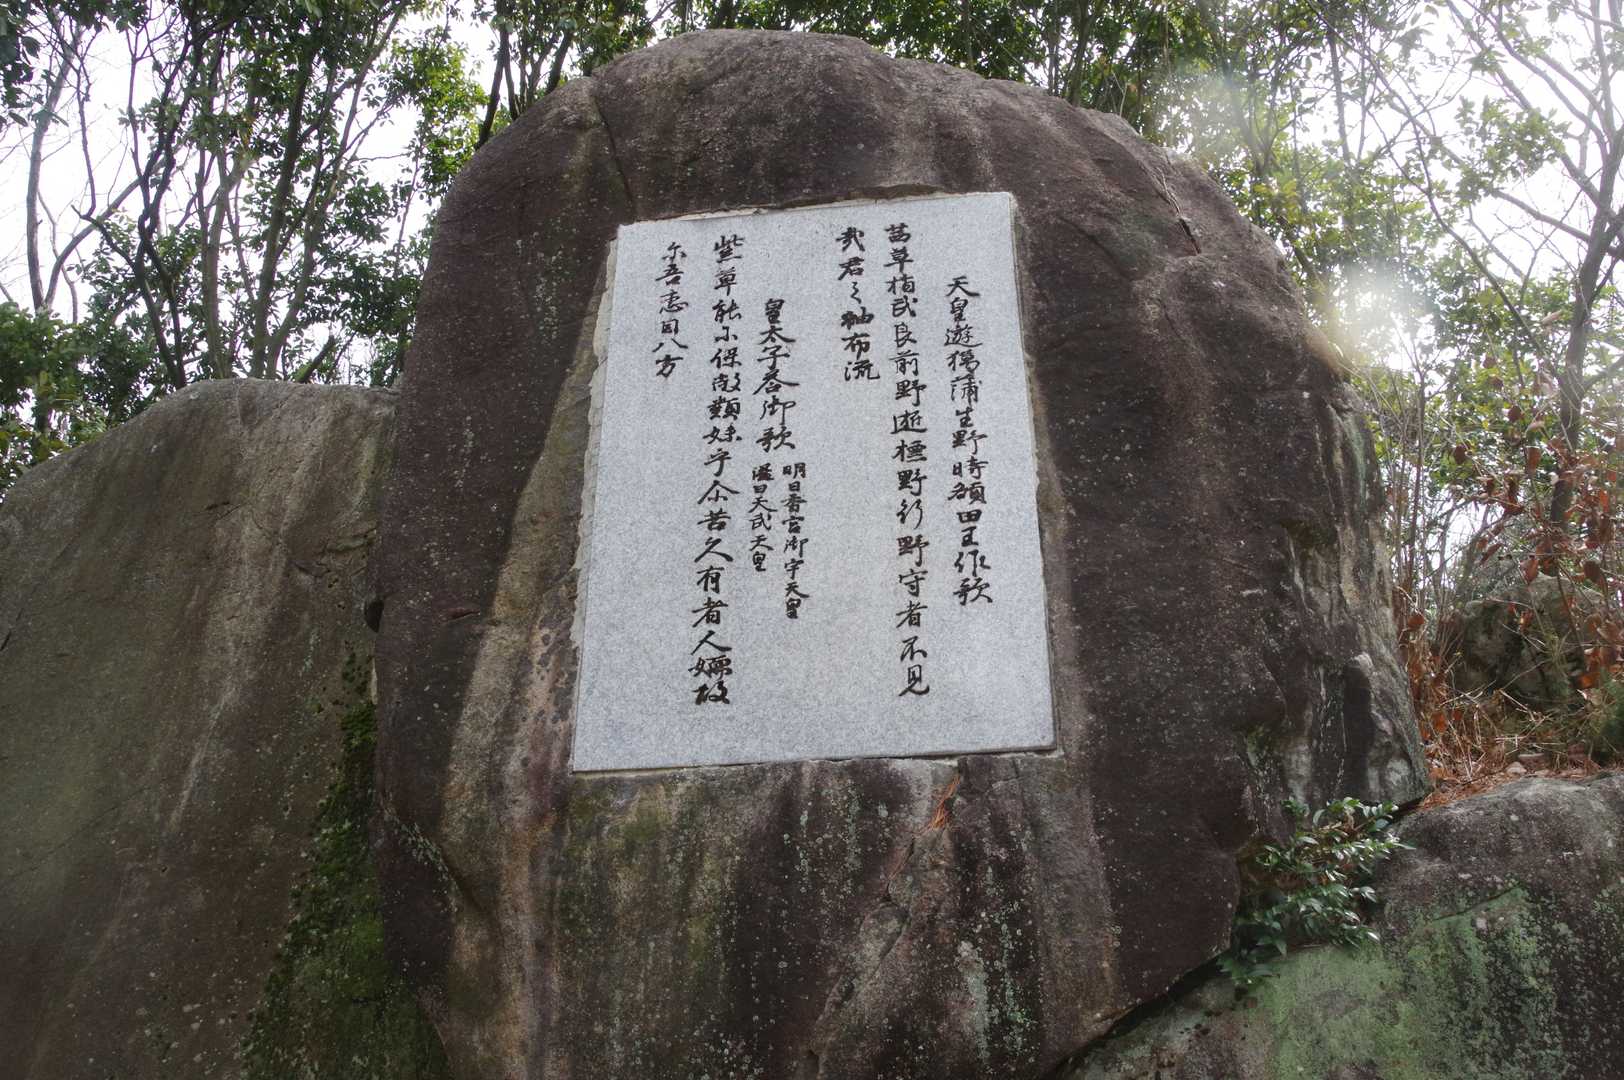 天皇遊猟蒲生野時額田王作歌
茜草指武良前野逝標野行野守者不見
哉君之袖布流
皇太子答御歌
明日香宮御宇天皇
謚曰天武天皇
紫草能尓保敝類妹乎尓苦久有者人嬬故
尓吾恋目八方